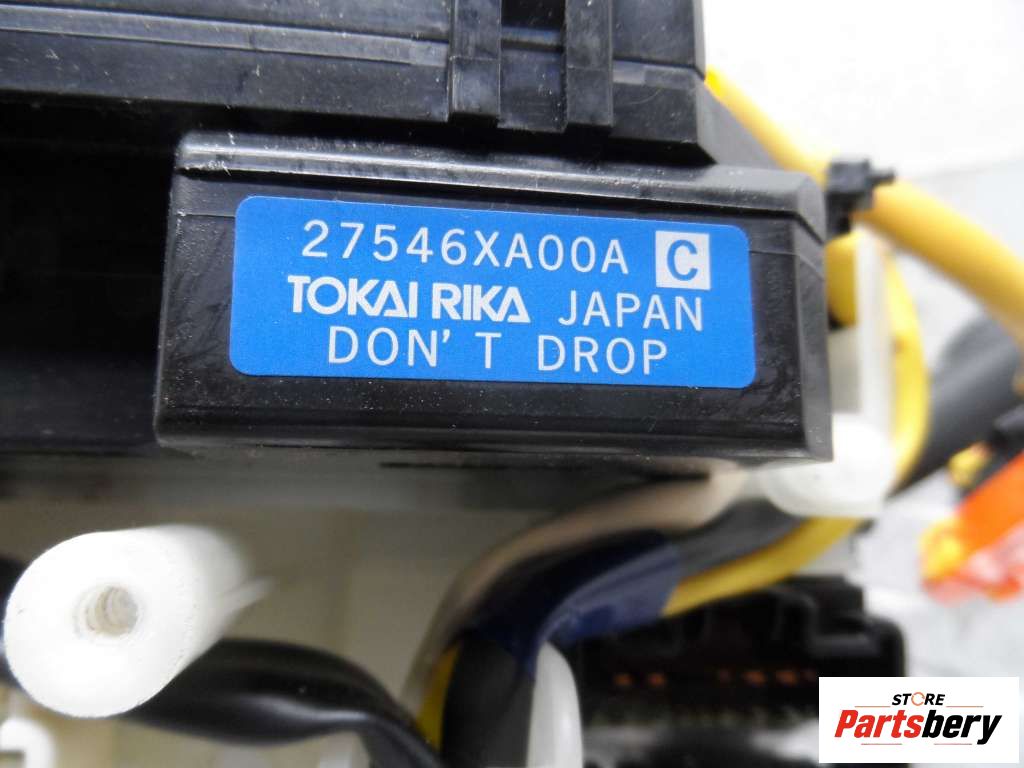 27546XA00A C
TOKAI RIKA JAPAN
DON'T DROP
STORE
Partsbery